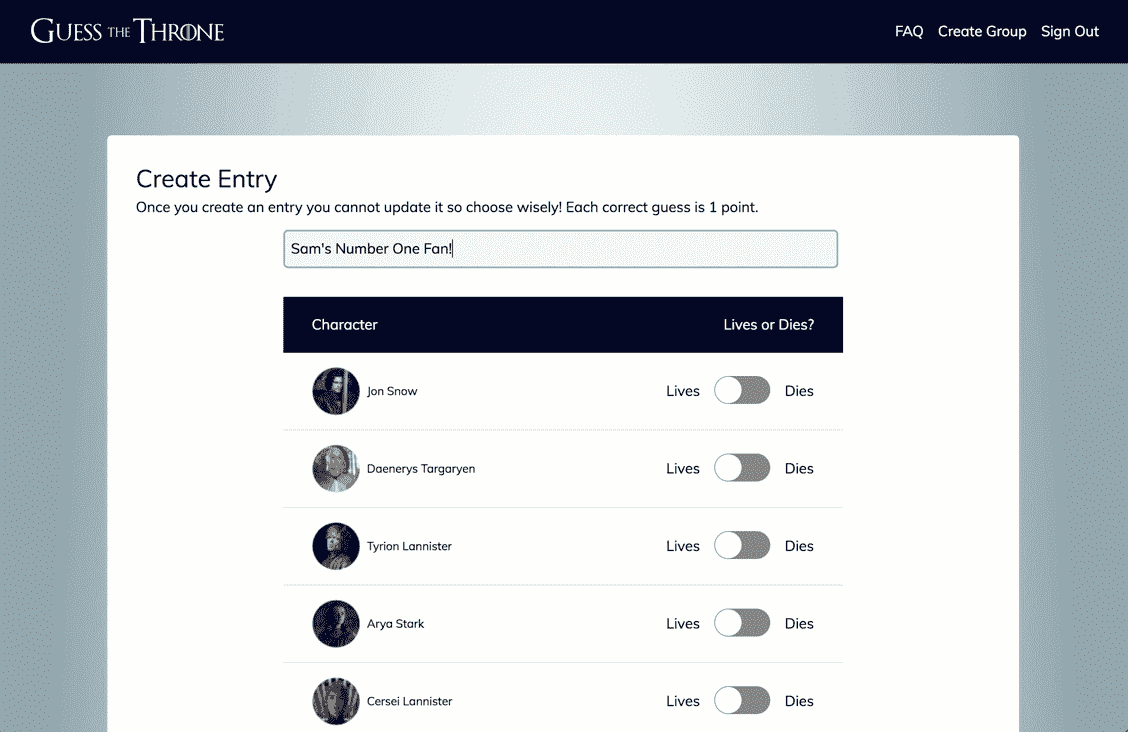 GUESS THE THRONE
FAQ Create Group Sign Out
Create Entry
Once you create an entry you cannot update it so choose wisely! Each correct guess is 1 point.
Sam's Number One Fan!
Character Lives or Dies?
Jon Snow Lives Dies
Daenerys Targaryen Lives Dies
Tyrion Lannister Lives Dies
Arya Stark Lives Dies
Cersei Lannister Lives Dies